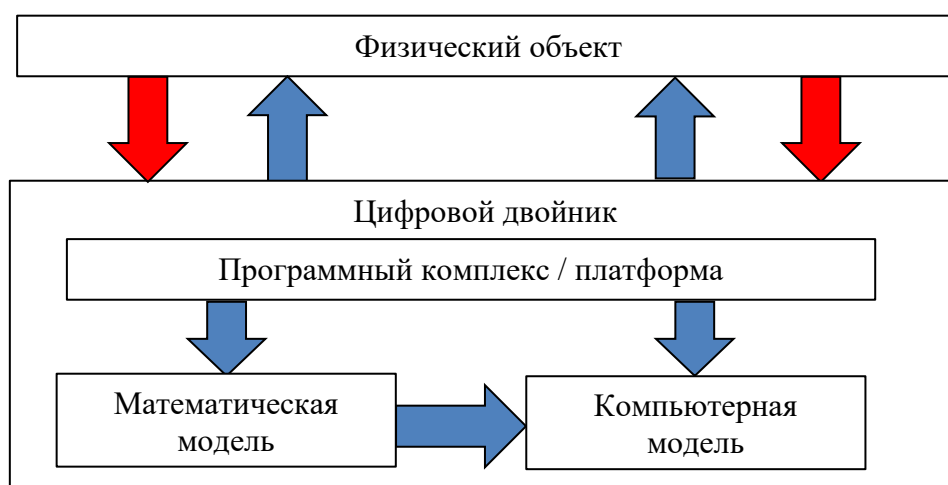 Физический объект
Цифровой двойник
Программный комплекс / платформа
Математическая
модель
Компьютерная
модель